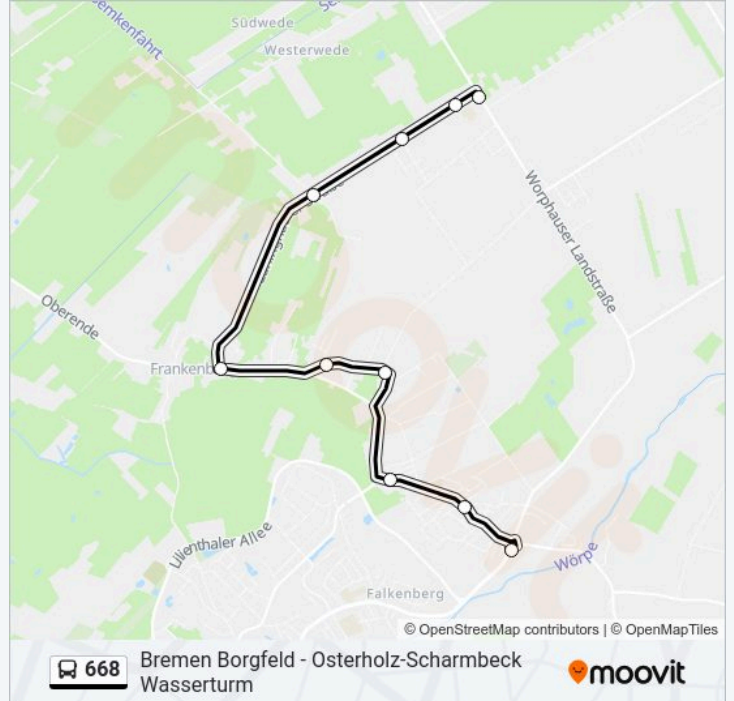 Südwede
Westerwede
Worphauser Landstraße
Oberende
Lilienthaler Allee
Falkenberg
Wörpe
© OpenStreetMap contributors | © OpenMapTiles
668
Bremen Borgfeld - Osterholz-Scharmbeck
Wasserturm
moovit